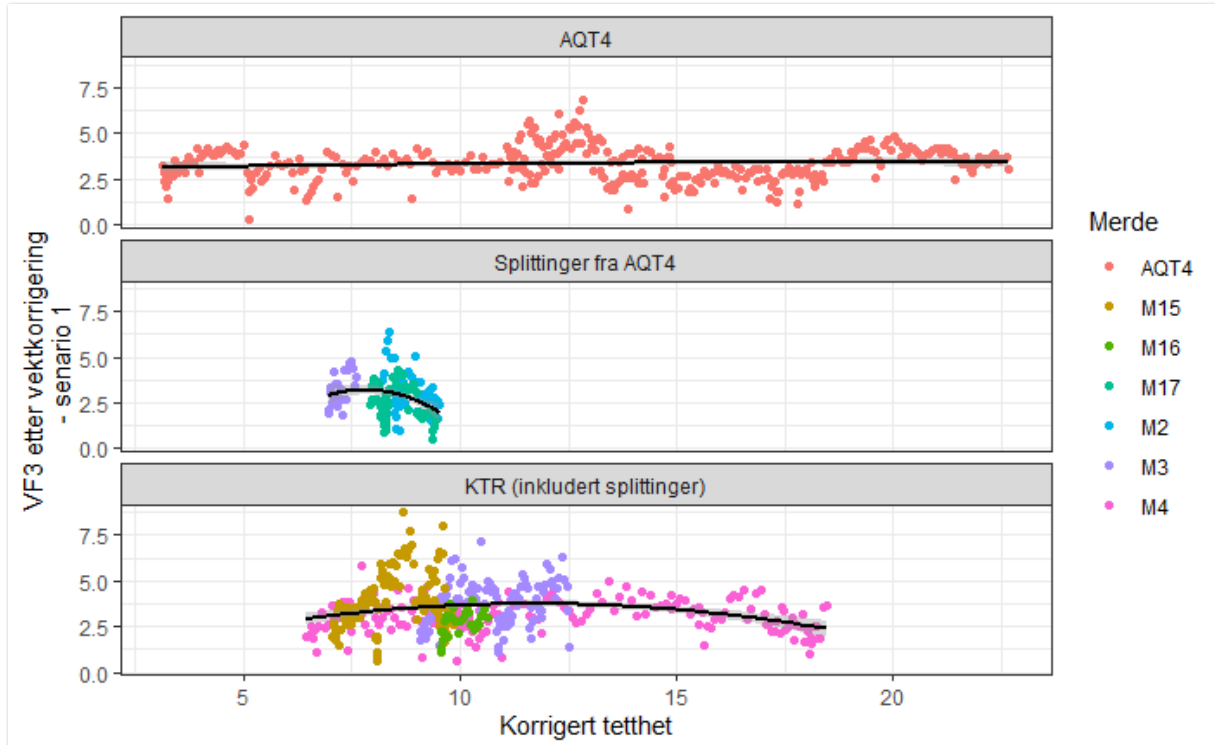 AQT4
7.5
5.0
2.5
0.0
Splittinger fra AQT4
7.5
5.0
2.5
0.0
KTR (inkludert splittinger)
7.5
5.0
2.5
0.0
5
10
15
20
Korrigert tetthet
VF3 etter vektkorrigering
- senario 1
Merde
AQT4
M15
M16
M17
M2
M3
M4